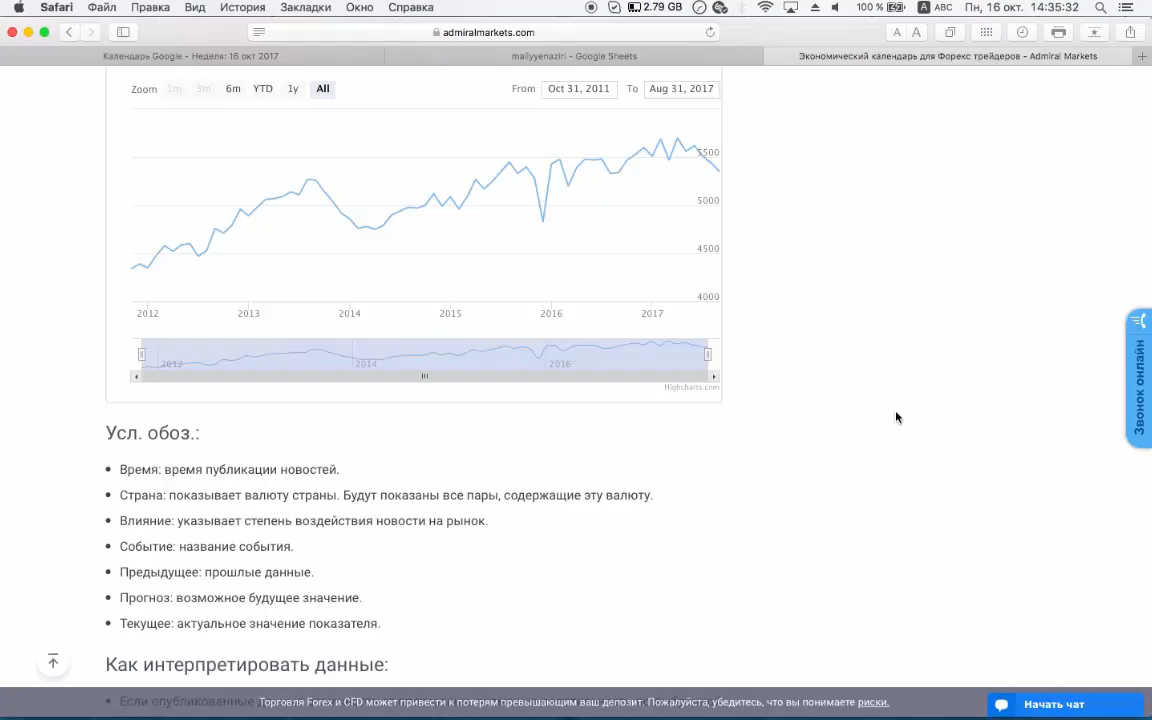 Safari Файл Правка Вид История Закладки Окно Справка 2.79 GB 100 % ABC Пн, 16 окт. 14:35:32
admiralmarkets.com A A
Календарь Google - Неделя: 16 окт 2017 maliyyenaziri - Google Sheets Экономический календарь для Форекс трейдеров - Admiral Markets
Zoom 1m 3m 6m YTD 1y All From Oct 31, 2011 To Aug 31, 2017
5500
5000
4500
4000
2012 2013 2014 2015 2016 2017
2012 2014 2016
Highcharts.com
Усл. обоз.:
Время: время публикации новостей.
Страна: показывает валюту страны. Будут показаны все пары, содержащие эту валюту.
Влияние: указывает степень воздействия новости на рынок.
Событие: название события.
Предыдущее: прошлые данные.
Прогноз: возможное будущее значение.
Текущее: актуальное значение показателя.
Как интерпретировать данные:
Если опубликованные
Торговля Forex и CFD может привести к потерям превышающим ваш депозит. Пожалуйста, убедитесь, что вы понимаете риски.
Начать чат
Звонок онлайн